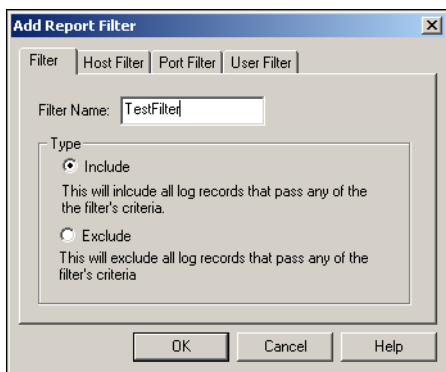 Add Report Filter
Filter Host Filter Port Filter User Filter
Filter Name: TestFilter
Type
Include
This will inlcude all log records that pass any of the
the filter's criteria.
Exclude
This will exclude all log records that pass any of the
filter's criteria
OK Cancel Help